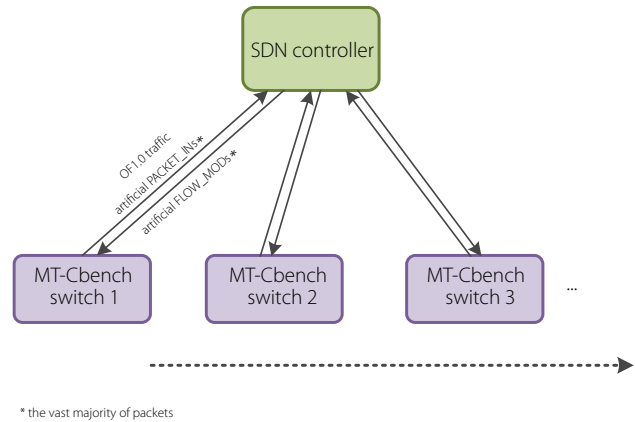 SDN controller
OF1.0 traffic
artificial PACKET_INs*
artificial FLOW_MODs*
MT-Cbench
switch 1
MT-Cbench
switch 2
MT-Cbench
switch 3
...
* the vast majority of packets